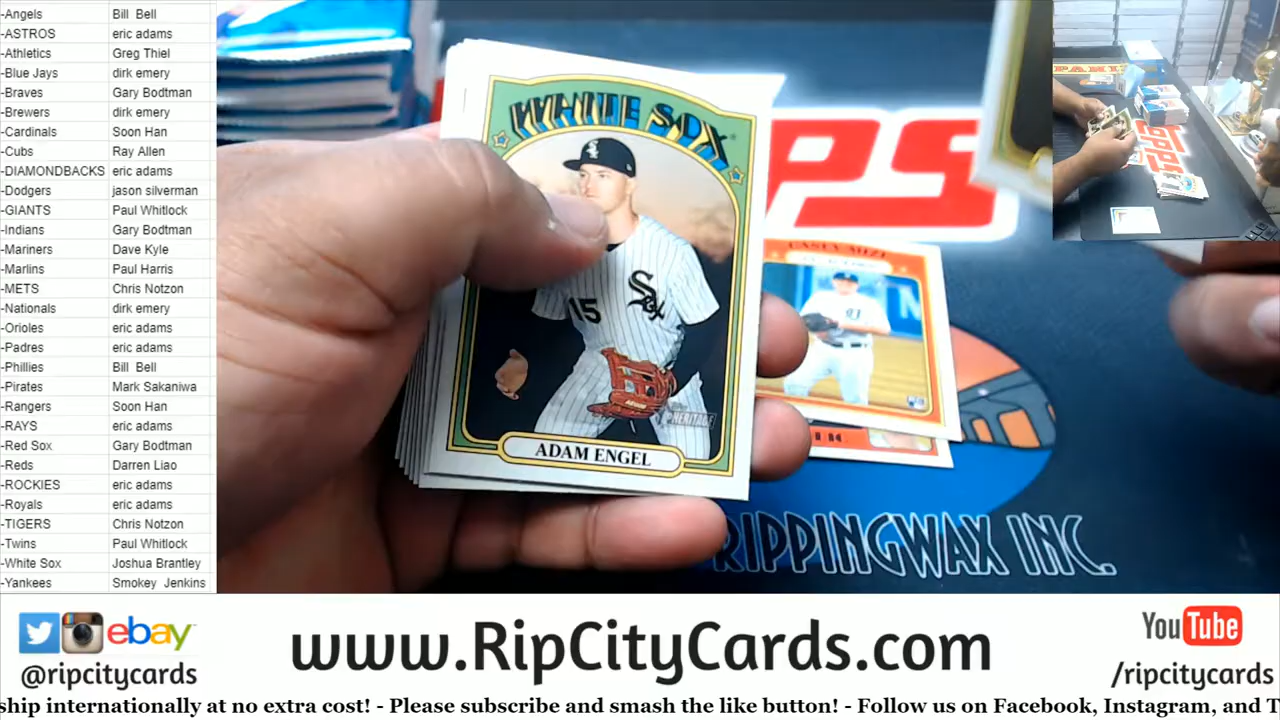 -Angels Bill Bell
-ASTROS eric adams
-Athletics Greg Thiel
-Blue Jays dirk emery
-Braves Gary Bodtman
-Brewers dirk emery
-Cardinals Soon Han
-Cubs Ray Allen
-DIAMONDBACKS eric adams
-Dodgers jason silverman
-GIANTS Paul Whitlock
-Indians Gary Bodtman
-Mariners Dave Kyle
-Marlins Paul Harris
-METS Chris Notzon
-Nationals dirk emery
-Orioles eric adams
-Padres eric adams
-Phillies Bill Bell
-Pirates Mark Sakaniwa
-Rangers Soon Han
-RAYS eric adams
-Red Sox Gary Bodtman
-Reds Darren Liao
-ROCKIES eric adams
-Royals eric adams
-TIGERS Chris Notzon
-Twins Paul Whitlock
-White Sox Joshua Brantley
-Yankees Smokey Jenkins
WHITE SOX
15
HERITAGE
ADAM ENGEL
PS
RIPPINGWAX INC.
PANI
topps
ebay
@ripcitycards
www.RipCityCards.com
YouTube
/ripcitycards
ship internationally at no extra cost! - Please subscribe and smash the like button! - Follow us on Facebook, Instagram, and T